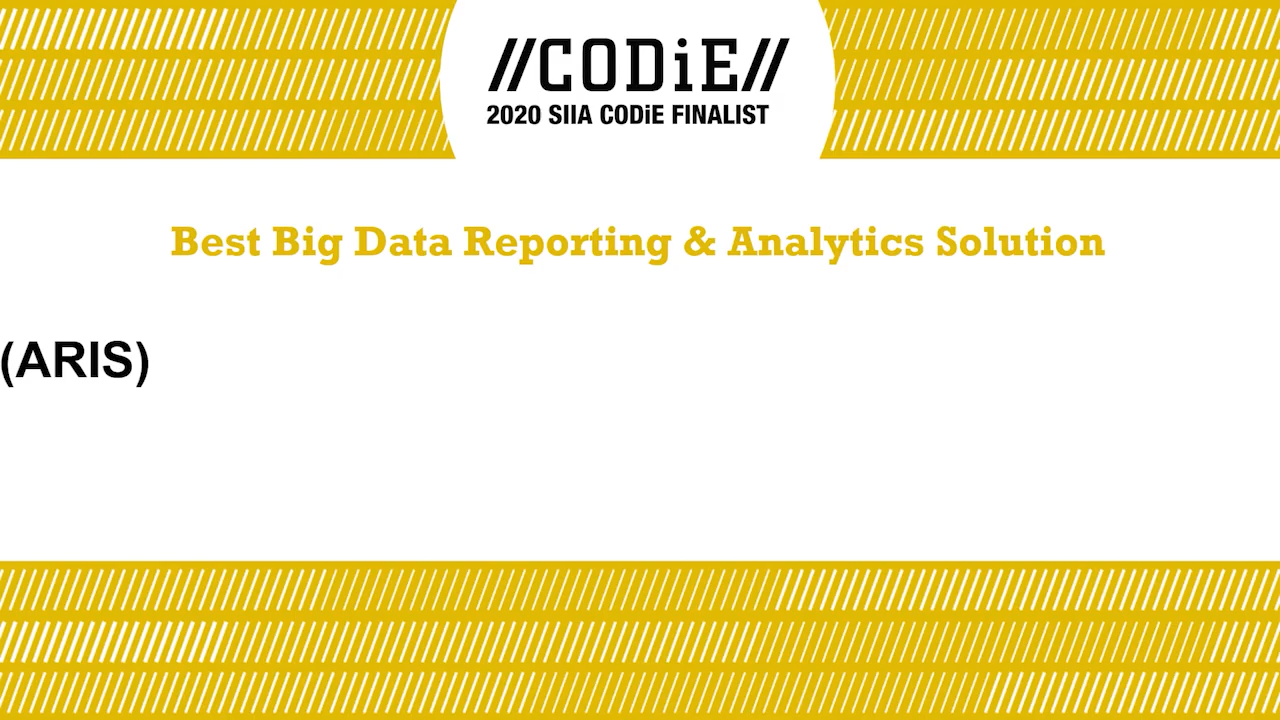 //CODiE//
2020 SIIA CODiE FINALIST
Best Big Data Reporting & Analytics Solution
(ARIS)